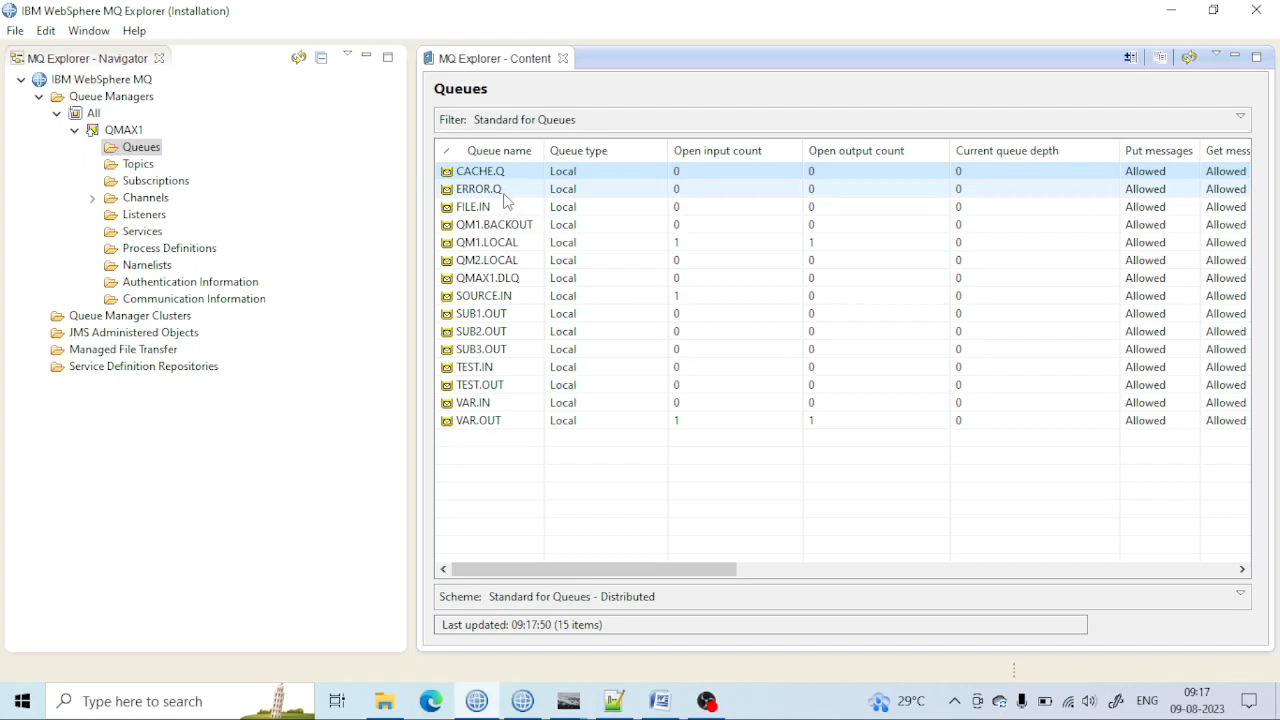 IBM WebSphere MQ Explorer (Installation)
File Edit Window Help
MQ Explorer - Navigator
IBM WebSphere MQ
Queue Managers
All
QMAX1
Queues
Topics
Subscriptions
Channels
Listeners
Services
Process Definitions
Namelists
Authentication Information
Communication Information
Queue Manager Clusters
JMS Administered Objects
Managed File Transfer
Service Definition Repositories
MQ Explorer - Content
Queues
Filter: Standard for Queues
Queue name Queue type Open input count Open output count Current queue depth Put messages Get mess
CACHE.Q Local 0 0 0 Allowed Allowed
ERROR.Q Local 0 0 0 Allowed Allowed
FILE.IN Local 0 0 0 Allowed Allowed
QM1.BACKOUT Local 0 0 0 Allowed Allowed
QM1.LOCAL Local 1 1 0 Allowed Allowed
QM2.LOCAL Local 0 0 0 Allowed Allowed
QMAX1.DLQ Local 0 0 0 Allowed Allowed
SOURCE.IN Local 1 0 0 Allowed Allowed
SUB1.OUT Local 0 0 0 Allowed Allowed
SUB2.OUT Local 0 0 0 Allowed Allowed
SUB3.OUT Local 0 0 0 Allowed Allowed
TEST.IN Local 0 0 0 Allowed Allowed
TEST.OUT Local 0 0 0 Allowed Allowed
VAR.IN Local 0 0 0 Allowed Allowed
VAR.OUT Local 1 1 0 Allowed Allowed
Scheme: Standard for Queues - Distributed
Last updated: 09:17:50 (15 items)
Type here to search
29°C
ENG
09:17
09-08-2023